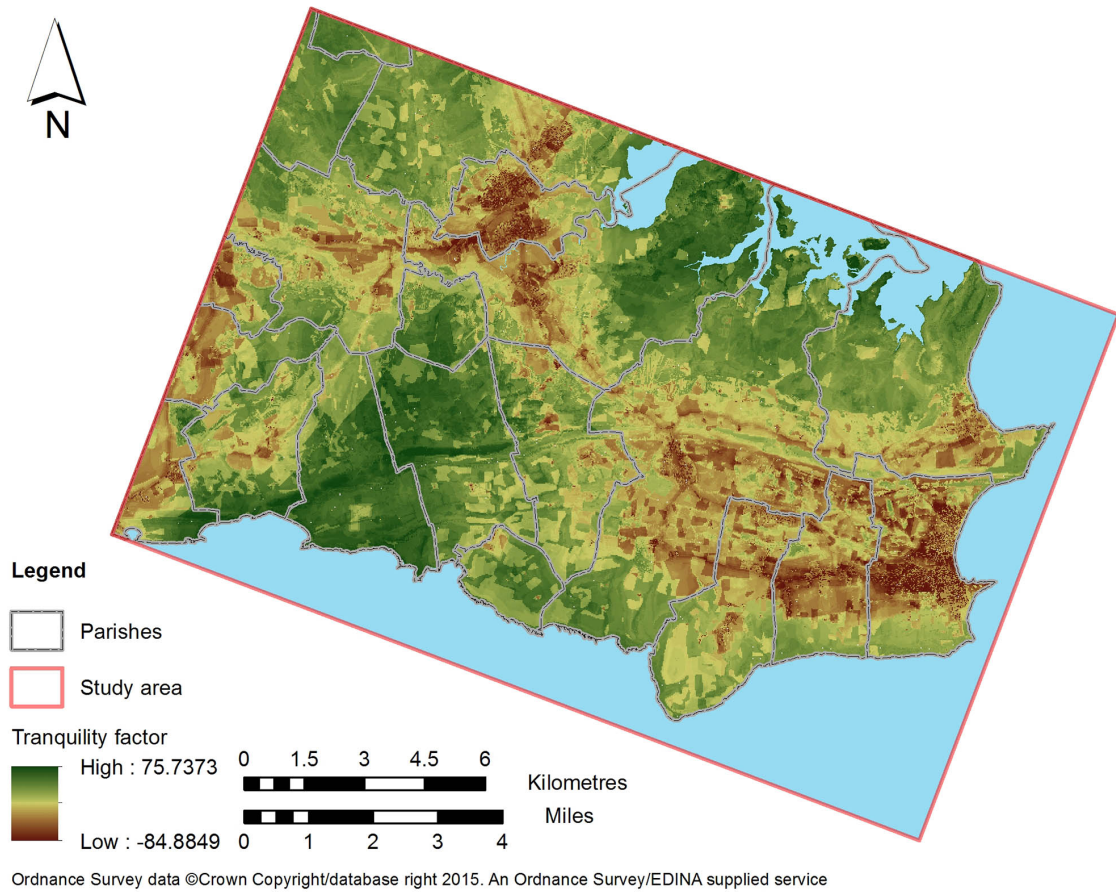 N
Legend
Parishes
Study area
Tranquility factor
High : 75.7373
Low : -84.8849
0 1.5 3 4.5 6
Kilometres
Miles
0 1 2 3 4
Ordnance Survey data ©Crown Copyright/database right 2015. An Ordnance Survey/EDINA supplied service